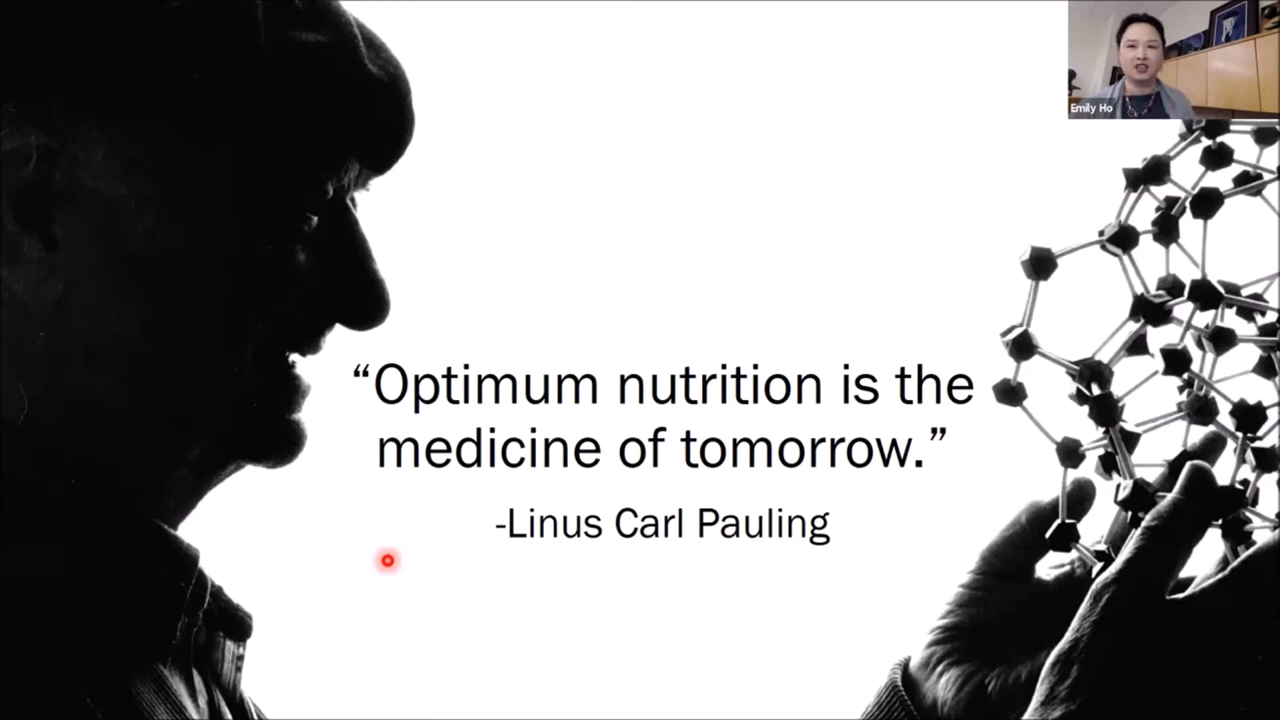 Emily Ho
“Optimum nutrition is the
medicine of tomorrow.”
-Linus Carl Pauling